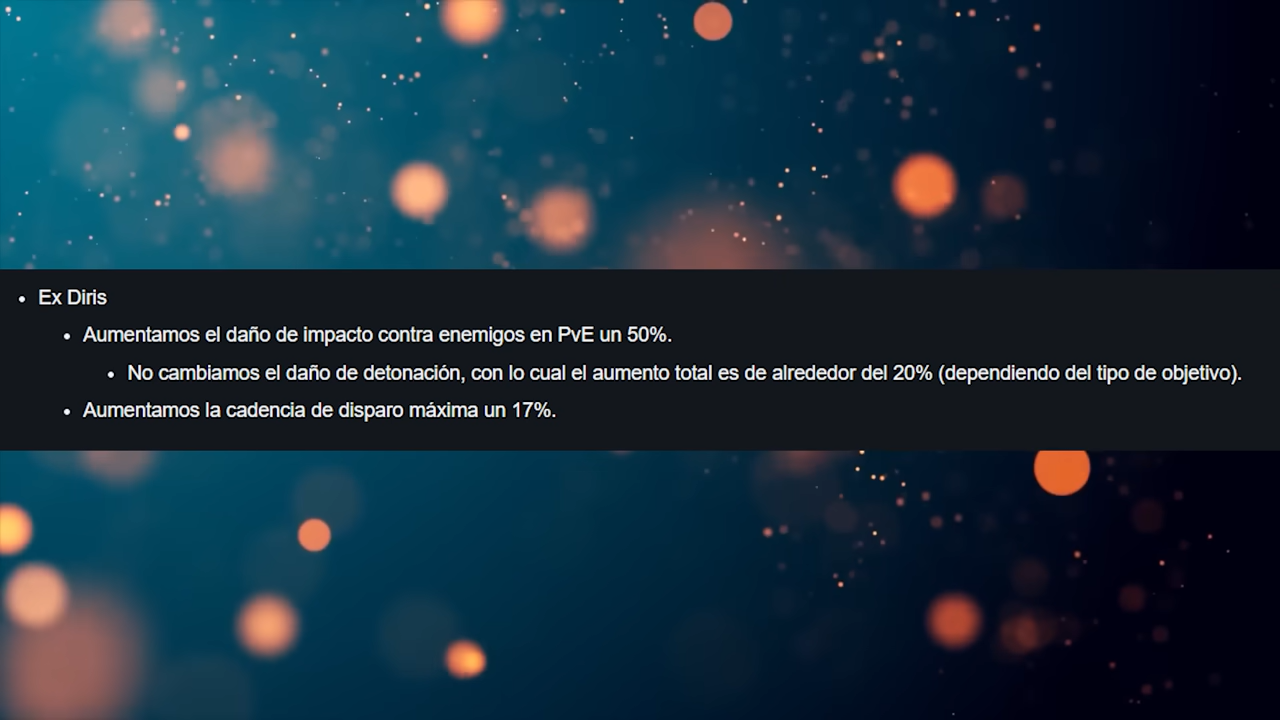 Ex Diris
Aumentamos el daño de impacto contra enemigos en PvE un 50%.
No cambiamos el daño de detonación, con lo cual el aumento total es de alrededor del 20% (dependiendo del tipo de objetivo).
Aumentamos la cadencia de disparo máxima un 17%.